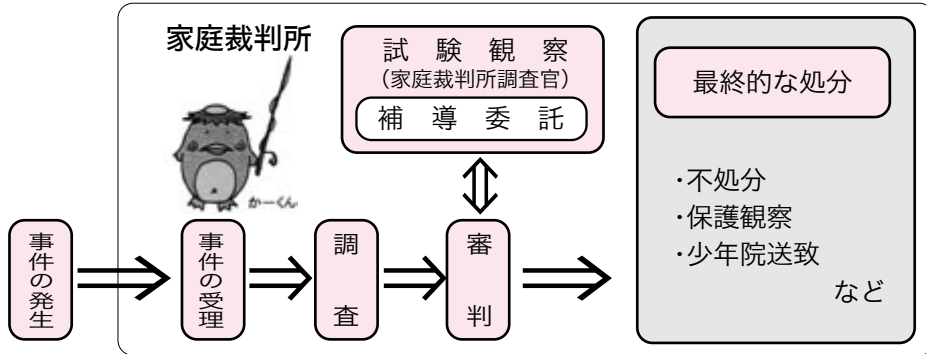 家庭裁判所
試験観察
（家庭裁判所調査官）
補導委託
かーくん
事件の発生
事件の受理
調査
審判
最終的な処分
・不処分
・保護観察
・少年院送致
など